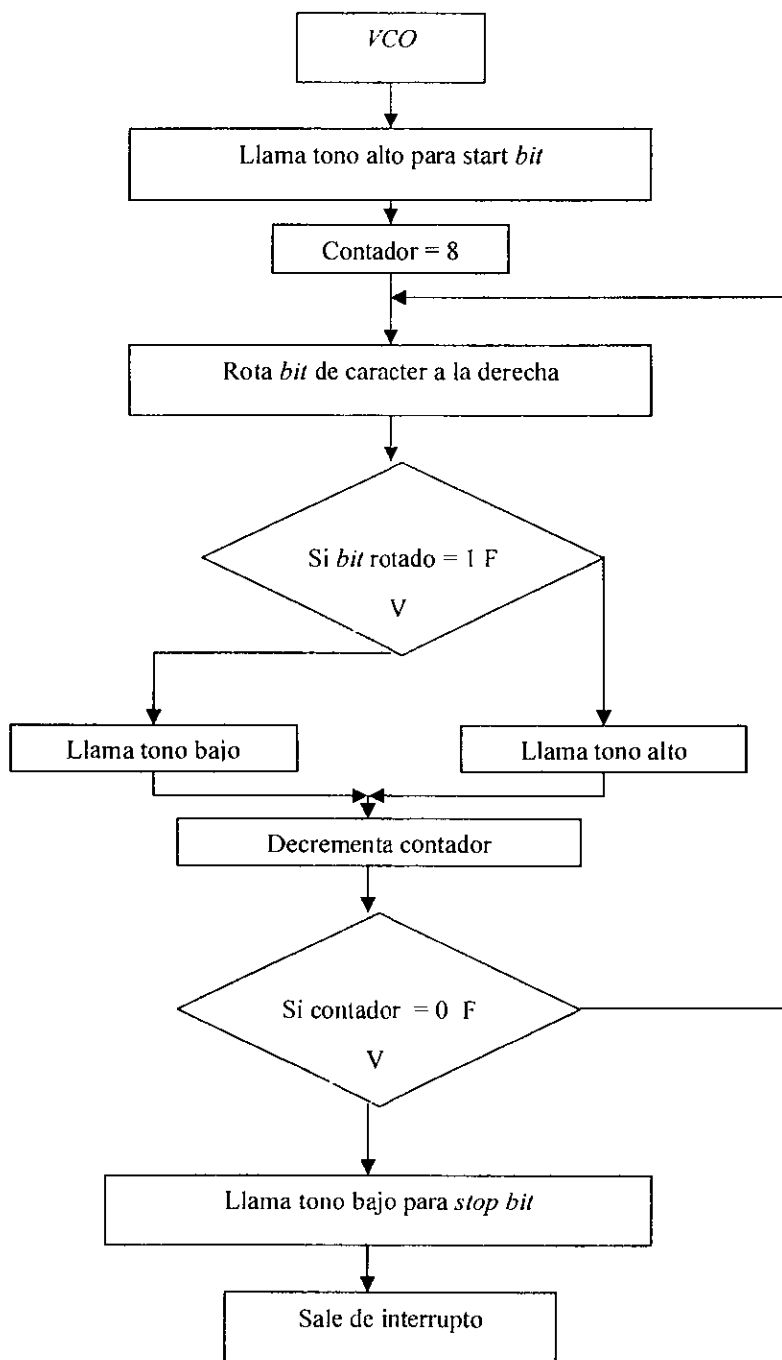 VCO
Llama tono alto para start bit
Contador = 8
Rota bit de caracter a la derecha
Si bit rotado = 1 F
V
Llama tono bajo
Llama tono alto
Decrementa contador
Si contador = 0 F
V
Llama tono bajo para stop bit
Sale de interrupto